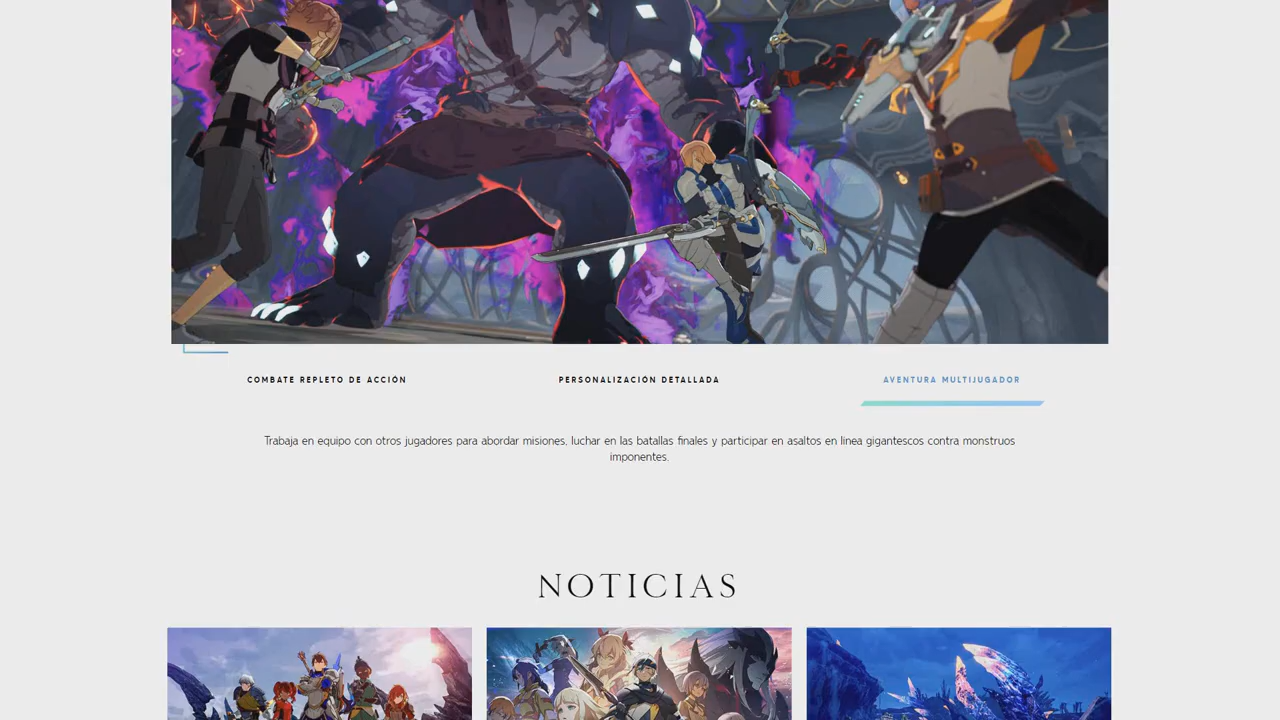 COMBATE REPLETO DE ACCIÓN
PERSONALIZACIÓN DETALLADA
AVENTURA MULTIJUGADOR
Trabaja en equipo con otros jugadores para abordar misiones, luchar en las batallas finales y participar en asaltos en línea gigantescos contra monstruos
imponentes.
NOTICIAS